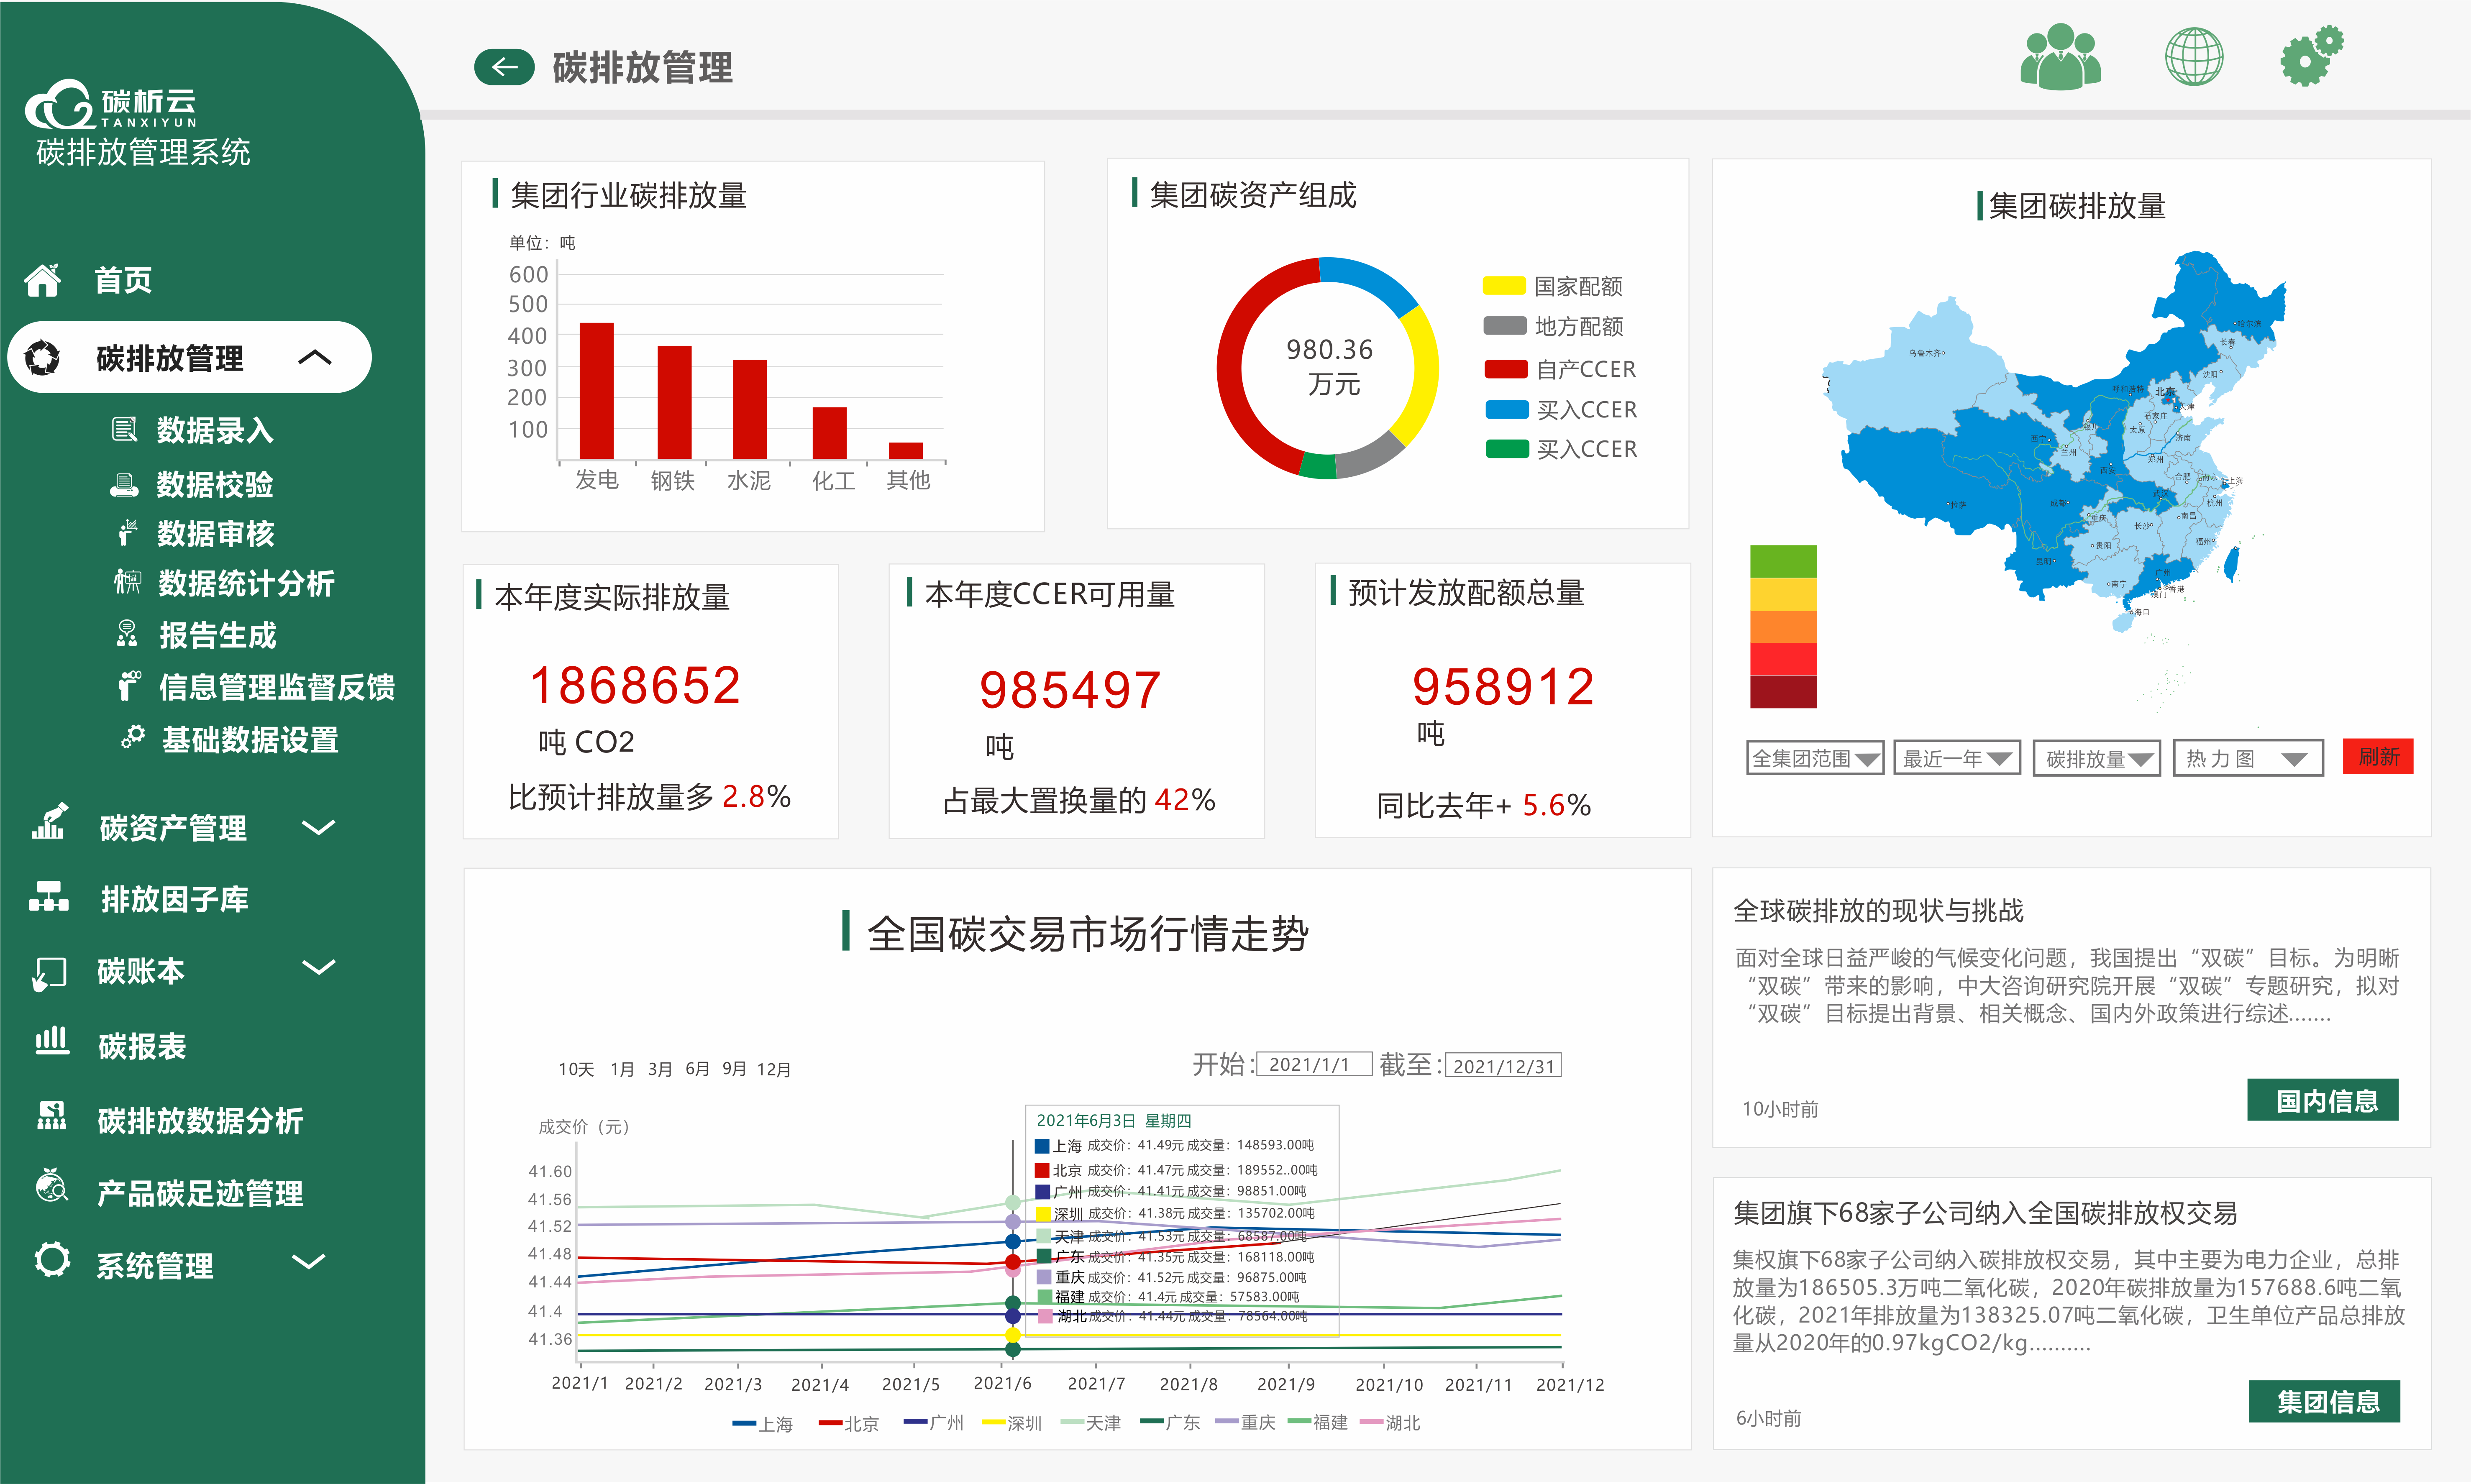 碳析云
TANXIYUN
碳排放管理系统
首页
碳排放管理
数据录入
数据校验
数据审核
数据统计分析
报告生成
信息管理监督反馈
基础数据设置
碳资产管理
排放因子库
碳账本
碳报表
碳排放数据分析
产品碳足迹管理
系统管理
碳排放管理
集团行业碳排放量
单位：吨
600
500
400
300
200
100
发电 钢铁 水泥 化工 其他
集团碳资产组成
980.36
万元
国家配额
地方配额
自产CCER
买入CCER
买入CCER
集团碳排放量
哈尔滨
长春
乌鲁木齐
沈阳
呼和浩特
北京
天津
石家庄
银川
太原
济南
西宁
兰州
郑州
西安
合肥
南京
上海
武汉
拉萨
成都
杭州
重庆
南昌
长沙
贵阳
福州
昆明
广州
南宁
香港
澳门
海口
全集团范围 最近一年 碳排放量 热力图 刷新
本年度实际排放量
1868652
吨 CO2
比预计排放量多 2.8%
本年度CCER可用量
985497
吨
占最大置换量的 42%
预计发放配额总量
958912
吨
同比去年+ 5.6%
全国碳交易市场行情走势
10天 1月 3月 6月 9月 12月
开始: 2021/1/1 截至: 2021/12/31
成交价（元）
41.60
41.56
41.52
41.48
41.44
41.4
41.36
2021年6月3日 星期四
上海 成交价：41.49元 成交量：148593.00吨
北京 成交价：41.47元 成交量：189552..00吨
广州 成交价：41.41元 成交量：98851.00吨
深圳 成交价：41.38元 成交量：135702.00吨
天津 成交价：41.53元 成交量：68587.00吨
广东 成交价：41.35元 成交量：168118.00吨
重庆 成交价：41.52元 成交量：96875.00吨
福建 成交价：41.4元 成交量：57583.00吨
湖北 成交价：41.44元 成交量：78564.00吨
2021/1 2021/2 2021/3 2021/4 2021/5 2021/6 2021/7 2021/8 2021/9 2021/10 2021/11 2021/12
上海 北京 广州 深圳 天津 广东 重庆 福建 湖北
全球碳排放的现状与挑战
面对全球日益严峻的气候变化问题，我国提出“双碳”目标。为明晰
“双碳”带来的影响，中大咨询研究院开展“双碳”专题研究，拟对
“双碳”目标提出背景、相关概念、国内外政策进行综述.......
10小时前
国内信息
集团旗下68家子公司纳入全国碳排放权交易
集权旗下68家子公司纳入碳排放权交易，其中主要为电力企业，总排
放量为186505.3万吨二氧化碳，2020年碳排放量为157688.6吨二氧
化碳，2021年排放量为138325.07吨二氧化碳，卫生单位产品总排放
量从2020年的0.97kgCO2/kg..........
6小时前
集团信息